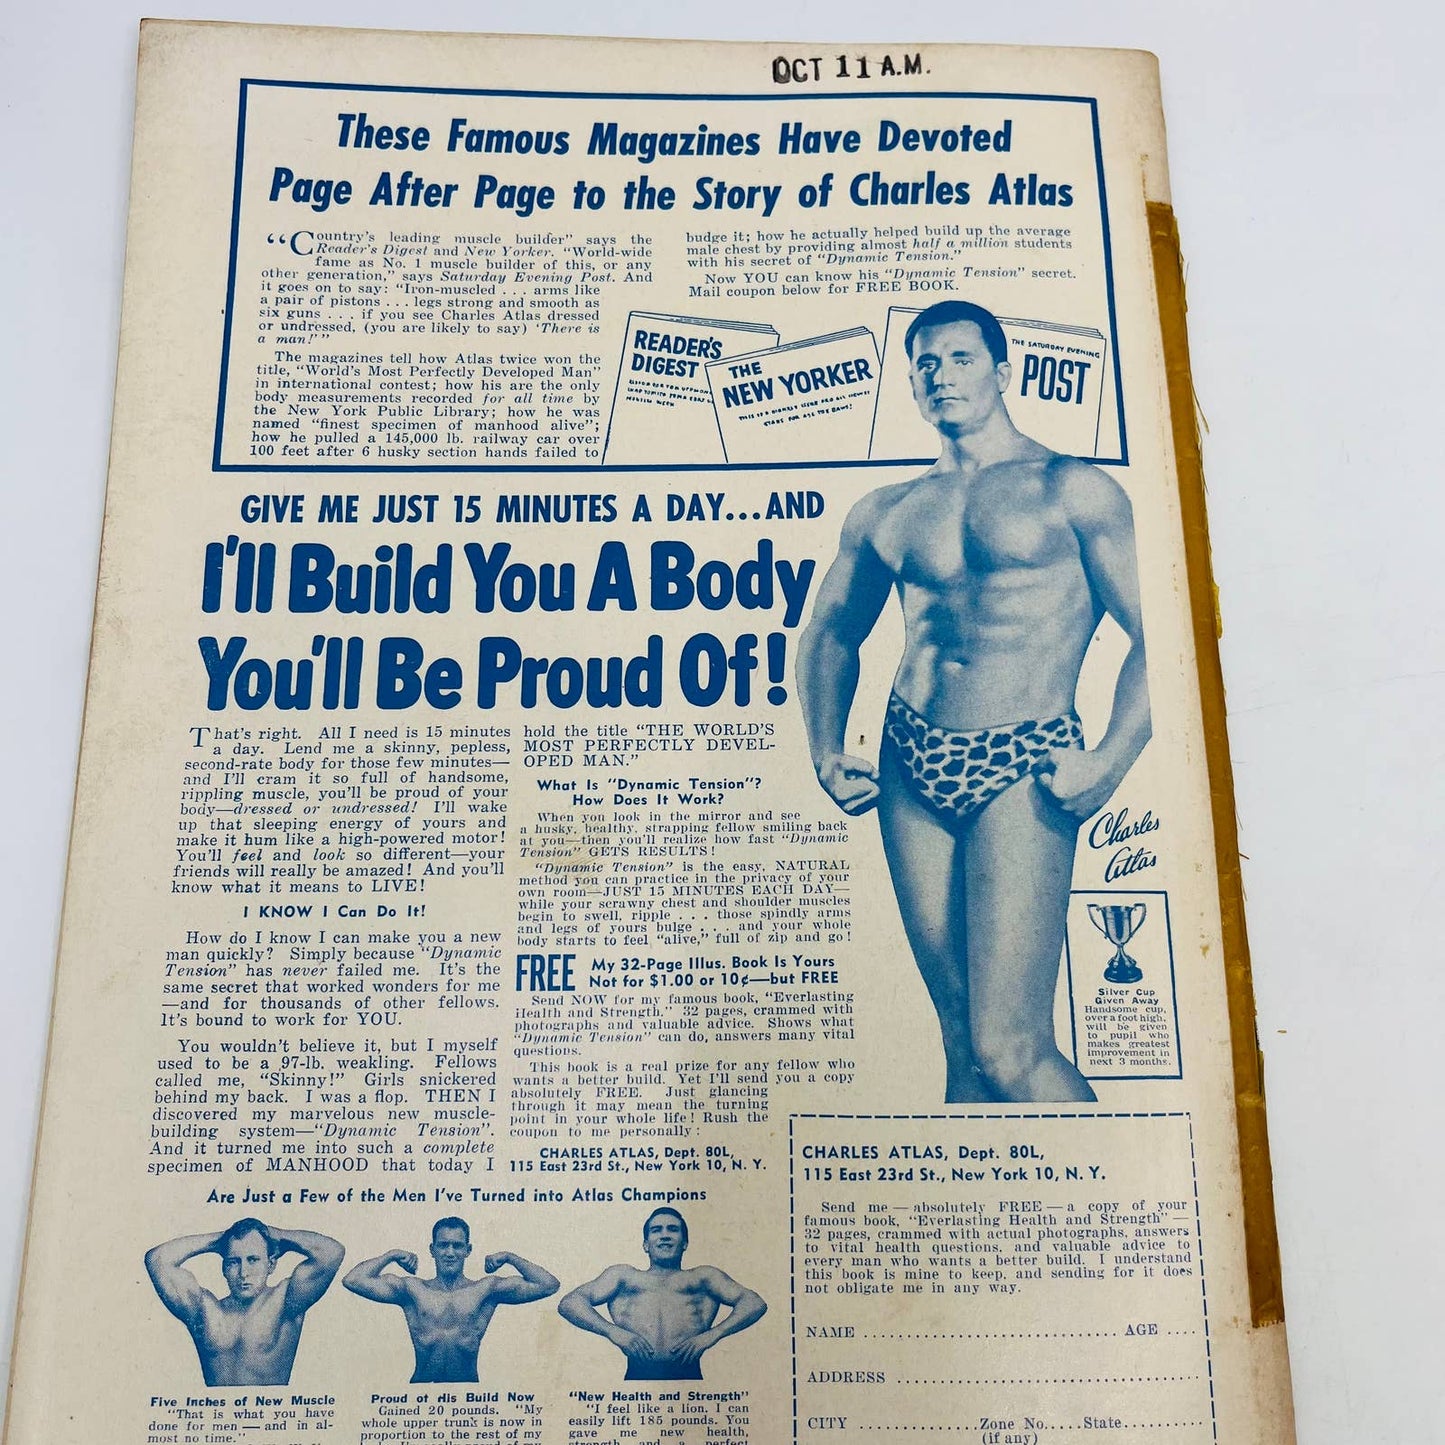 OCT 11 A.M.
These Famous Magazines Have Devoted
Page After Page to the Story of Charles Atlas
“Country's leading muscle builder” says the
Reader's Digest and New Yorker. “World-wide
fame as No. 1 muscle builder of this, or any
other generation,” says Saturday Evening Post. And
it goes on to say: “Iron-muscled . . . arms like
a pair of pistons . . . legs strong and smooth as
six guns . . . if you see Charles Atlas dressed
or undressed, (you are likely to say) ‘There is
a man!’”
The magazines tell how Atlas twice won the
title, “World's Most Perfectly Developed Man”
in international contest; how his are the only
body measurements recorded for all time by
the New York Public Library; how he was
named “finest specimen of manhood alive”;
how he pulled a 145,000 lb. railway car over
100 feet after 6 husky section hands failed to
budge it; how he actually helped build up the average
male chest by providing almost half a million students
with his secret of “Dynamic Tension.”
Now YOU can know his “Dynamic Tension” secret.
Mail coupon below for FREE BOOK.
READER'S
DIGEST
THE
NEW YORKER
THE SATURDAY EVENING
POST
GIVE ME JUST 15 MINUTES A DAY...AND
I'll Build You A Body
You'll Be Proud Of!
That's right. All I need is 15 minutes
a day. Lend me a skinny, pepless,
second-rate body for those few minutes—
and I'll cram it so full of handsome,
rippling muscle, you'll be proud of your
body—dressed or undressed! I'll wake
up that sleeping energy of yours and
make it hum like a high-powered motor!
You'll feel and look so different—your
friends will really be amazed! And you'll
know what it means to LIVE!
I KNOW I Can Do It!
How do I know I can make you a new
man quickly? Simply because “Dynamic
Tension” has never failed me. It's the
same secret that worked wonders for me
—and for thousands of other fellows.
It's bound to work for YOU.
You wouldn't believe it, but I myself
used to be a 97-lb. weakling. Fellows
called me, “Skinny!” Girls snickered
behind my back. I was a flop. THEN I
discovered my marvelous new muscle-
building system—“Dynamic Tension”.
And it turned me into such a complete
specimen of MANHOOD that today I
hold the title “THE WORLD'S
MOST PERFECTLY DEVEL-
OPED MAN.”
What Is “Dynamic Tension”?
How Does It Work?
When you look in the mirror and see
a husky, healthy, strapping fellow smiling back
at you—then you'll realize how fast “Dynamic
Tension” GETS RESULTS!
“Dynamic Tension” is the easy, NATURAL
method you can practice in the privacy of your
own room—JUST 15 MINUTES EACH DAY—
while your scrawny chest and shoulder muscles
begin to swell, ripple . . . those spindly arms
and legs of yours bulge . . . and your whole
body starts to feel “alive,” full of zip and go!
FREE My 32-Page Illus. Book Is Yours
Not for $1.00 or 10¢—but FREE
Send NOW for my famous book, “Everlasting
Health and Strength.” 32 pages, crammed with
photographs and valuable advice. Shows what
“Dynamic Tension” can do, answers many vital
questions.
This book is a real prize for any fellow who
wants a better build. Yet I'll send you a copy
absolutely FREE. Just glancing
through it may mean the turning
point in your whole life! Rush the
coupon to me personally:
CHARLES ATLAS, Dept. 80L,
115 East 23rd St., New York 10, N. Y.
Charles
Atlas
Silver Cup
Given Away
Handsome cup,
over a foot high,
will be given
to pupil who
makes greatest
improvement in
next 3 months.
Are Just a Few of the Men I've Turned into Atlas Champions
Five Inches of New Muscle
“That is what you have
done for men — and in al-
most no time.”
Proud of His Build Now
Gained 20 pounds. “My
whole upper trunk is now in
proportion to the rest of my
“New Health and Strength”
“I feel like a lion. I can
easily lift 185 pounds. You
gave me new health,
strength and a perfect
CHARLES ATLAS, Dept. 80L,
115 East 23rd St., New York 10, N. Y.
Send me — absolutely FREE — a copy of your
famous book, “Everlasting Health and Strength” —
32 pages, crammed with actual photographs, answers
to vital health questions, and valuable advice to
every man who wants a better build. I understand
this book is mine to keep, and sending for it does
not obligate me in any way.
NAME .............................. AGE ....
ADDRESS ....................................
CITY ..............Zone No.....State..........
(if any)